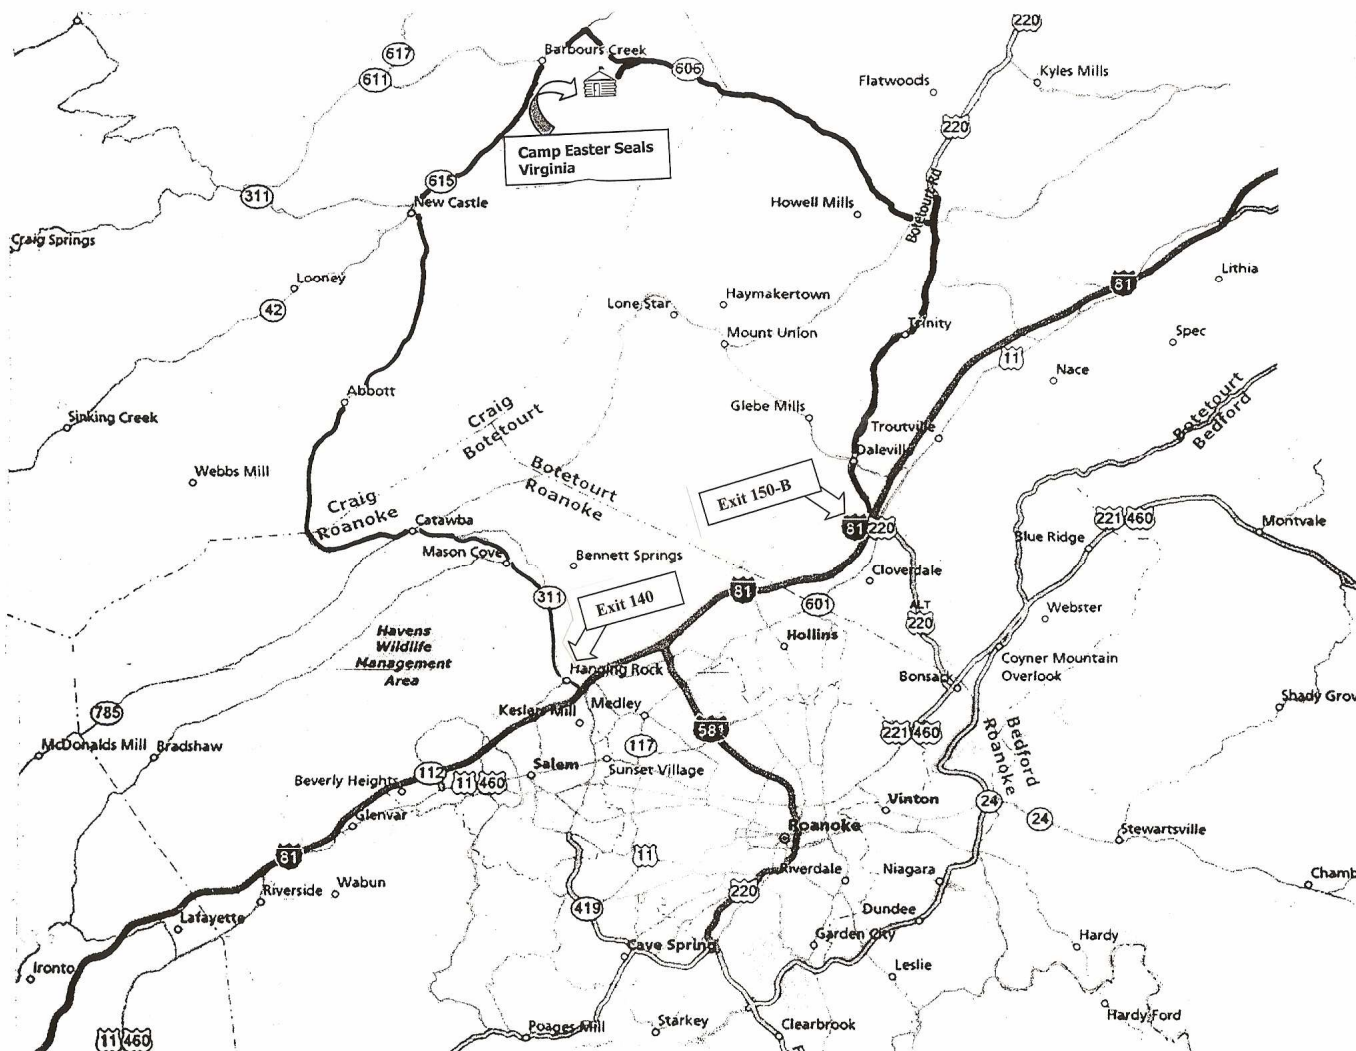 220
617
Barbours Creek
611
606
Flatwoods
Kyles Mills
220
Camp Easter Seals
Virginia
615
311
New Castle
Howell Mills
Botetourt Rd
Craig Springs
Looney
42
Lone Star
Haymakertown
Mount Union
Trinity
81
Lithia
11
Spec
Nace
Abbott
Sinking Creek
Craig
Botetourt
Glebe Mills
Troutville
Botetourt
Bedford
Webbs Mill
Botetourt
Roanoke
Daleville
Exit 150-B
Craig
Roanoke
Catawba
81
220
221
460
Montvale
Blue Ridge
Mason Cove
Bennett Springs
Cloverdale
311
Exit 140
81
601
ALT
220
Webster
Havens
Wildlife
Management
Area
Hollins
Hanging Rock
Coyner Mountain
Overlook
Bonsack
785
Keslers Mill
Medley
Shady Grov
McDonalds Mill
Bradshaw
117
581
221
460
Bedford
Roanoke
Beverly Heights
112
11
460
Salem
Sunset Village
Glenvar
Vinton
24
24
Roanoke
Stewartsville
81
11
Riverside
Wabun
220
Riverdale
Niagara
Chamb
Lafayette
419
Dundee
Cave Spring
Garden City
Hardy
Ironto
Leslie
11
460
Poages Mill
Starkey
Clearbrook
Hardy Ford